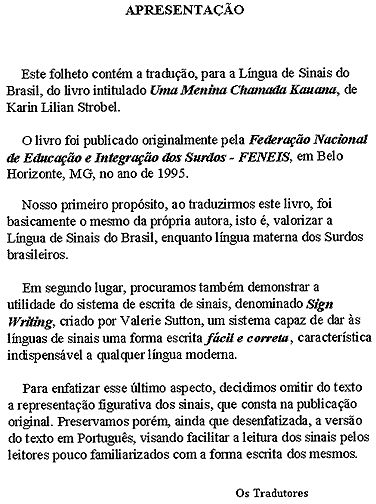 APRESENTAÇÃO
Este folheto contém a tradução, para a Língua de Sinais do
Brasil, do livro intitulado Uma Menina Chamada Kauana, de
Karin Lilian Strobel.
O livro foi publicado originalmente pela Federação Nacional
de Educação e Integração dos Surdos - FENEIS, em Belo
Horizonte, MG, no ano de 1995.
Nosso primeiro propósito, ao traduzirmos este livro, foi
basicamente o mesmo da própria autora, isto é, valorizar a
Língua de Sinais do Brasil, enquanto língua materna dos Surdos
brasileiros.
Em segundo lugar, procuramos também demonstrar a
utilidade do sistema de escrita de sinais, denominado Sign
Writing, criado por Valerie Sutton, um sistema capaz de dar às
línguas de sinais uma forma escrita fácil e correta, característica
indispensável a qualquer língua moderna.
Para enfatizar esse último aspecto, decidimos omitir do texto
a representação figurativa dos sinais, que consta na publicação
original. Preservamos porém, ainda que desenfatizada, a versão
do texto em Português, visando facilitar a leitura dos sinais pelos
leitores pouco familiarizados com a forma escrita dos mesmos.
Os Tradutores